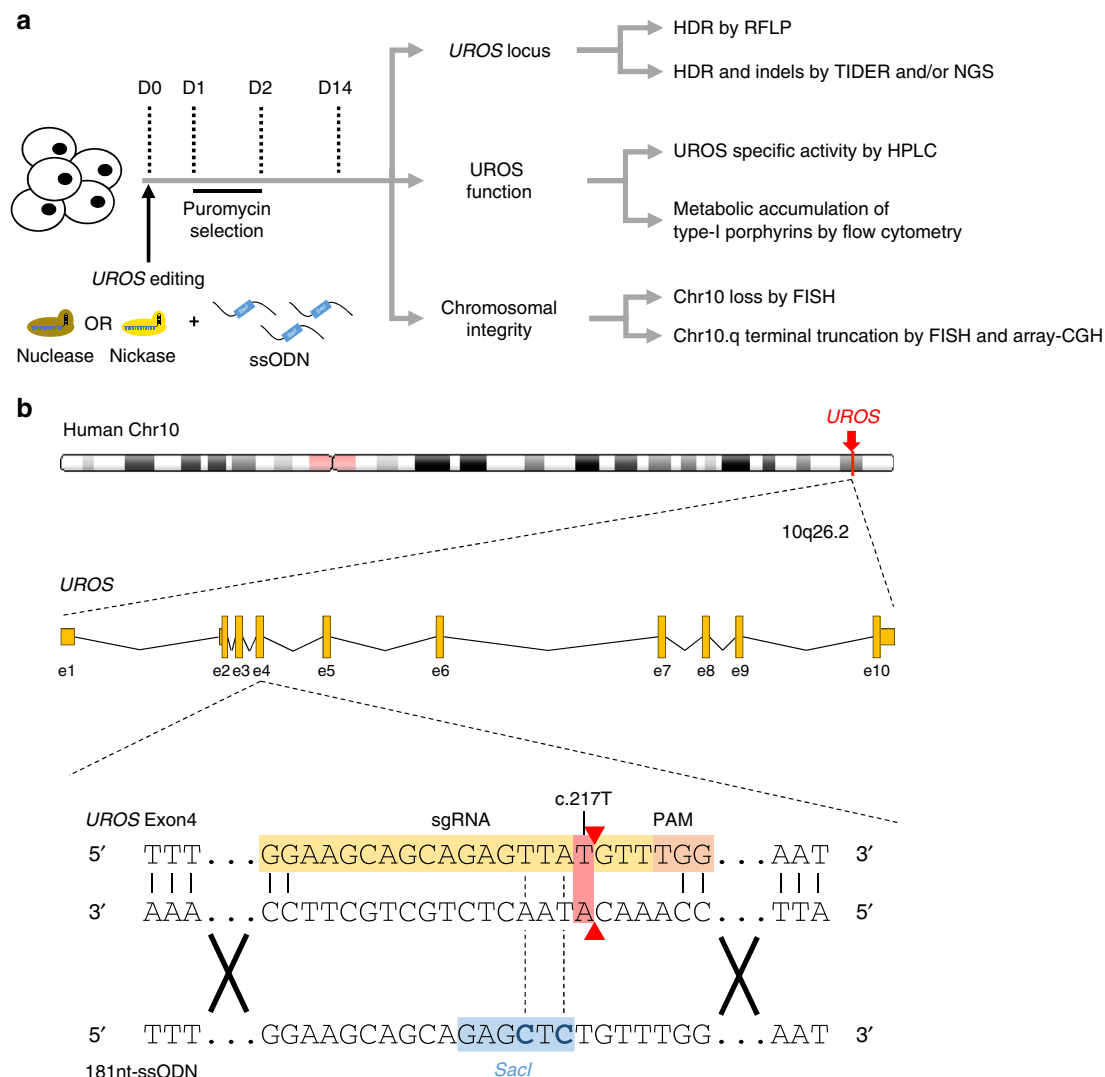 a
D0 D1 D2 D14
Puromycin
selection
UROS editing
Nuclease OR Nickase + ssODN
UROS locus
HDR by RFLP
HDR and indels by TIDER and/or NGS
UROS
function
UROS specific activity by HPLC
Metabolic accumulation of
type-I porphyrins by flow cytometry
Chromosomal
integrity
Chr10 loss by FISH
Chr10.q terminal truncation by FISH and array-CGH
b
Human Chr10
UROS
10q26.2
UROS
e1 e2 e3 e4 e5 e6 e7 e8 e9 e10
c.217T
UROS Exon4 sgRNA PAM
5′ TTT...GGAAGCAGCAGAGTTATGTTTGG...AAT 3′
3′ AAA...CCTTCGTCGTCTCAATACAAACC...TTA 5′
5′ TTT...GGAAGCAGCAGAGCTCTGTTTGG...AAT 3′
181nt-ssODN SacI